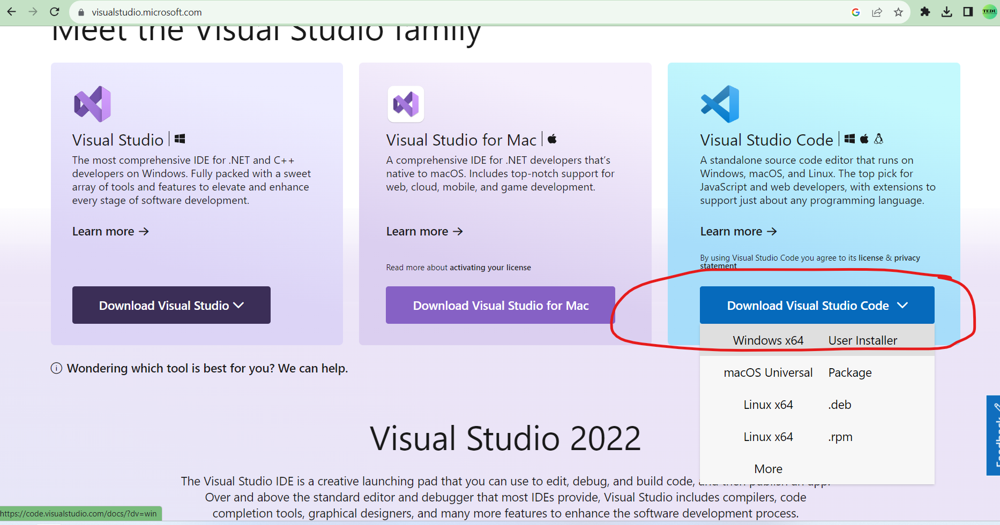 visualstudio.microsoft.com
TEDU
Meet the Visual Studio family
Visual Studio
The most comprehensive IDE for .NET and C++
developers on Windows. Fully packed with a sweet
array of tools and features to elevate and enhance
every stage of software development.
Learn more →
Download Visual Studio
Visual Studio for Mac
A comprehensive IDE for .NET developers that’s
native to macOS. Includes top-notch support for
web, cloud, mobile, and game development.
Learn more →
Read more about activating your license
Download Visual Studio for Mac
Visual Studio Code
A standalone source code editor that runs on
Windows, macOS, and Linux. The top pick for
JavaScript and web developers, with extensions to
support just about any programming language.
Learn more →
By using Visual Studio Code you agree to its license & privacy
statement
Download Visual Studio Code
Windows x64 User Installer
macOS Universal Package
Linux x64 .deb
Linux x64 .rpm
More
Wondering which tool is best for you? We can help.
Feedback
Visual Studio 2022
The Visual Studio IDE is a creative launching pad that you can use to edit, debug, and build code, and then publish an app.
Over and above the standard editor and debugger that most IDEs provide, Visual Studio includes compilers, code
completion tools, graphical designers, and many more features to enhance the software development process.
https://code.visualstudio.com/docs/?dv=win